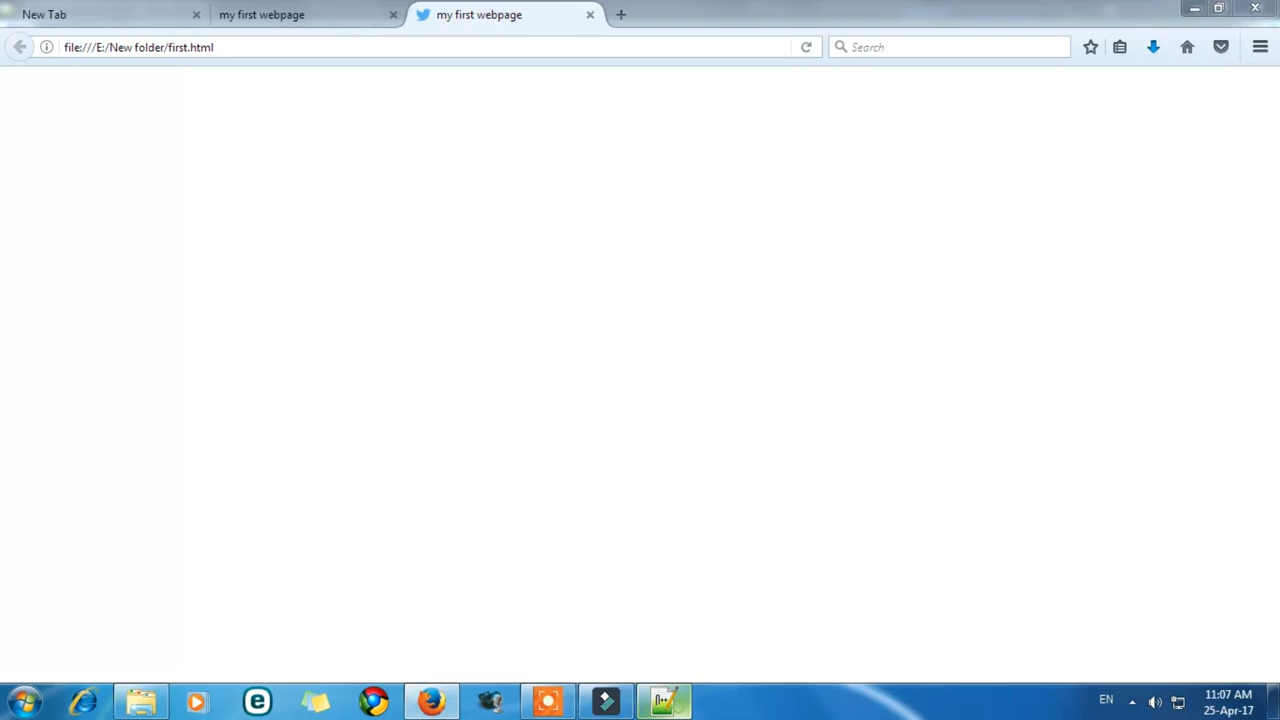 New Tab
my first webpage
my first webpage
file:///E:/New folder/first.html
Search
EN
11:07 AM
25-Apr-17